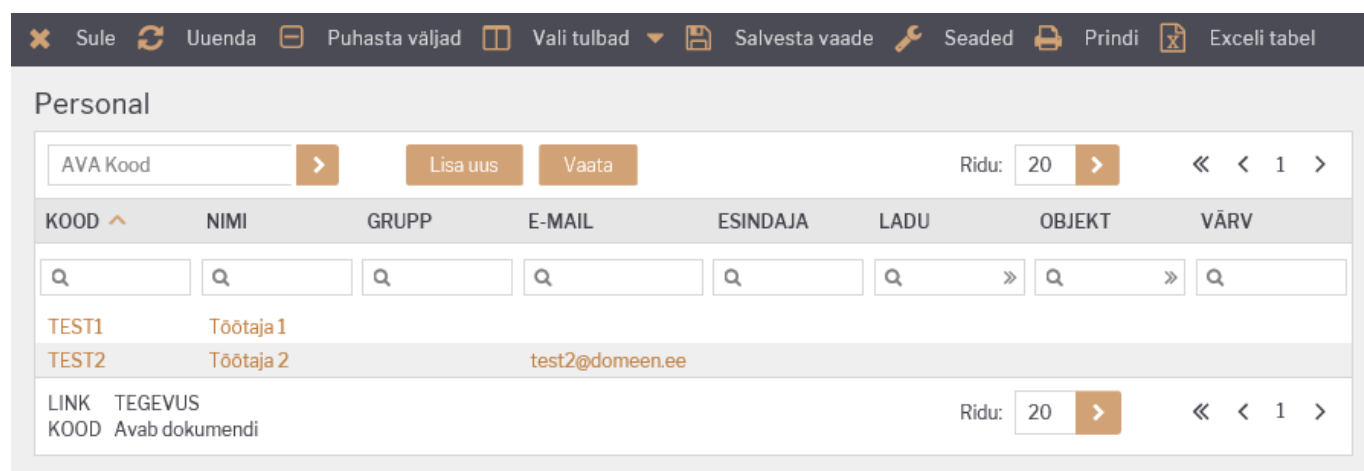 Sule Uuenda Puhasta väljad Vali tulbad Salvesta vaade Seaded Prindi Exceli tabel
Personal
AVA Kood Lisa uus Vaata Ridu: 20 1
KOOD NIMI GRUPP E-MAIL ESINDAJA LADU OBJEKT VÄRV
TEST1 Töötaja 1
TEST2 Töötaja 2 test2@domeen.ee
LINK TEGEVUS Ridu: 20 1
KOOD Avab dokumendi